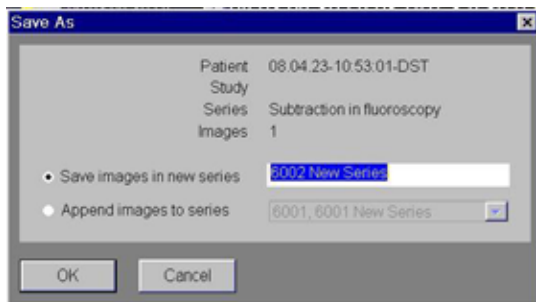 Save As
Patient 08.04.23-10:53:01-DST
Study
Series Subtraction in fluoroscopy
Images 1
Save images in new series 6002 New Series
Append images to series 6001, 6001 New Series
OK Cancel